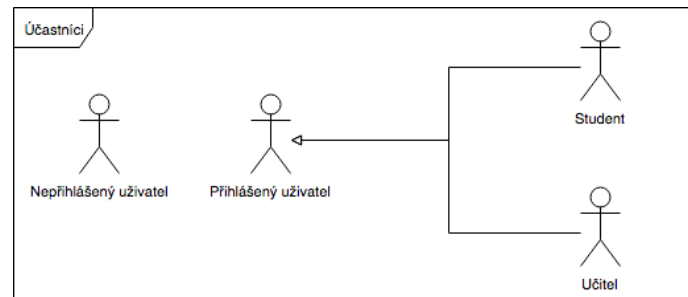 Účastníci
Student
Nepřihlášený uživatel
Přihlášený uživatel
Učitel